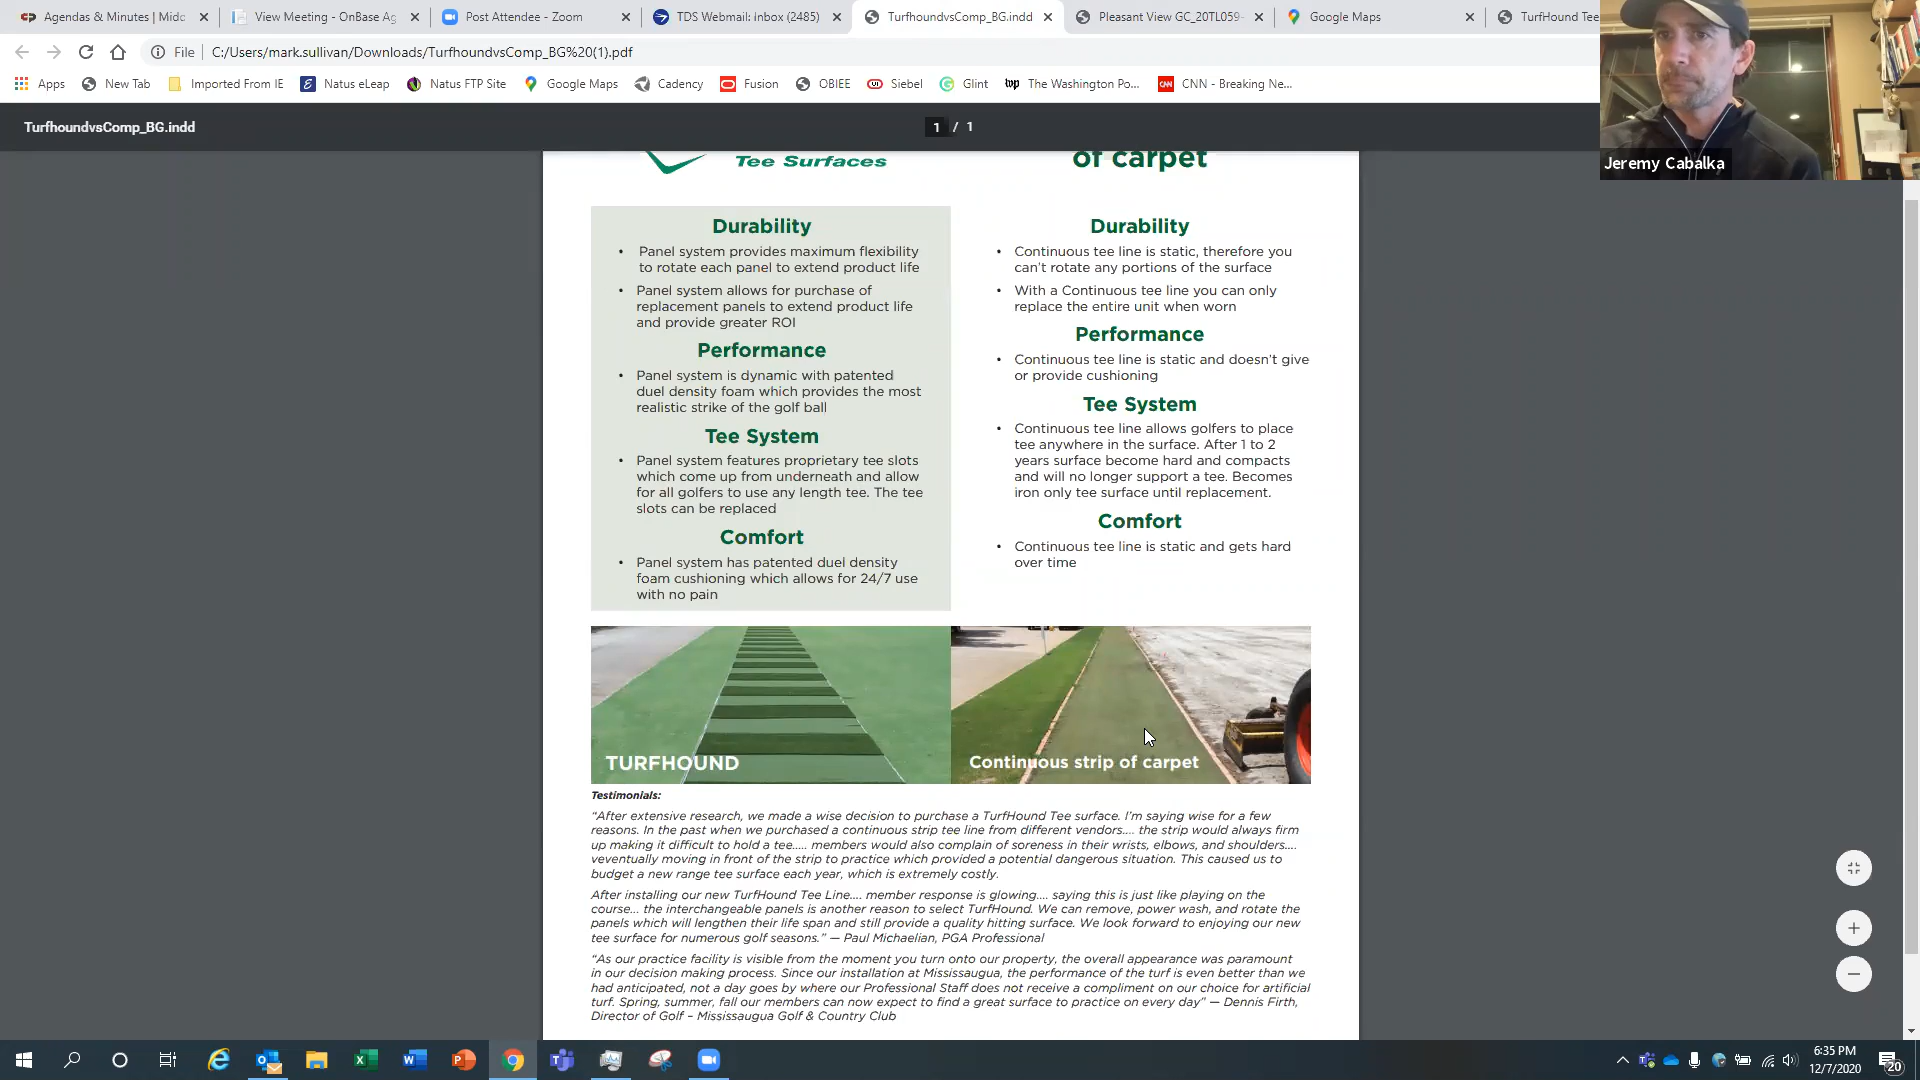 Agendas & Minutes | Midd
View Meeting - OnBase Ag
Post Attendee - Zoom
TDS Webmail: Inbox (2485)
TurfhoundvsComp_BG.indd
Pleasant View GC_20TL059-
Google Maps
TurfHound Tee
File
C:/Users/mark.sullivan/Downloads/TurfhoundvsComp_BG%20(1).pdf
Apps
New Tab
Imported From IE
Natus eLeap
Natus FTP Site
Google Maps
Cadency
Fusion
OBIEE
Siebel
Glint
The Washington Po...
CNN - Breaking Ne...
TurfhoundvsComp_BG.indd
1 / 1
Jeremy Cabalka
Tee Surfaces
of carpet
Durability
• Panel system provides maximum flexibility
to rotate each panel to extend product life
• Panel system allows for purchase of
replacement panels to extend product life
and provide greater ROI
Performance
• Panel system is dynamic with patented
duel density foam which provides the most
realistic strike of the golf ball
Tee System
• Panel system features proprietary tee slots
which come up from underneath and allow
for all golfers to use any length tee. The tee
slots can be replaced
Comfort
• Panel system has patented duel density
foam cushioning which allows for 24/7 use
with no pain
Durability
• Continuous tee line is static, therefore you
can't rotate any portions of the surface
• With a Continuous tee line you can only
replace the entire unit when worn
Performance
• Continuous tee line is static and doesn't give
or provide cushioning
Tee System
• Continuous tee line allows golfers to place
tee anywhere in the surface. After 1 to 2
years surface become hard and compacts
and will no longer support a tee. Becomes
iron only tee surface until replacement.
Comfort
• Continuous tee line is static and gets hard
over time
TURFHOUND
Continuous strip of carpet
Testimonials:
“After extensive research, we made a wise decision to purchase a TurfHound Tee surface. I'm saying wise for a few
reasons. In the past when we purchased a continuous strip tee line from different vendors.... the strip would always firm
up making it difficult to hold a tee..... members would also complain of soreness in their wrists, elbows, and shoulders....
veventually moving in front of the strip to practice which provided a potential dangerous situation. This caused us to
budget a new range tee surface each year, which is extremely costly.
After installing our new TurfHound Tee Line.... member response is glowing.... saying this is just like playing on the
course... the interchangeable panels is another reason to select TurfHound. We can remove, power wash, and rotate the
panels which will lengthen their life span and still provide a quality hitting surface. We look forward to enjoying our new
tee surface for numerous golf seasons.” — Paul Michaelian, PGA Professional
“As our practice facility is visible from the moment you turn onto our property, the overall appearance was paramount
in our decision making process. Since our installation at Mississaugua, the performance of the turf is even better than we
had anticipated, not a day goes by where our Professional Staff does not receive a compliment on our choice for artificial
turf. Spring, summer, fall our members can now expect to find a great surface to practice on every day” — Dennis Firth,
Director of Golf – Mississaugua Golf & Country Club
6:35 PM
12/7/2020
20